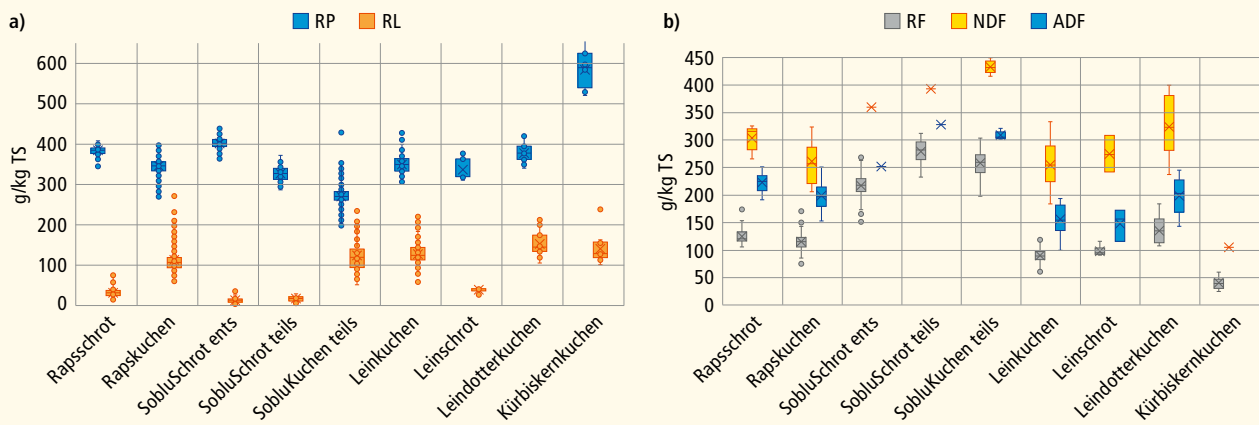 a)
RP RL
g/kg TS
600
500
400
300
200
100
0
Rapsschrot
Rapskuchen
SobluSchrot ents
SobluSchrot teils
SobluKuchen teils
Leinkuchen
Leinschrot
Leindotterkuchen
Kürbiskernkuchen
b)
RF NDF ADF
g/kg TS
450
400
350
300
250
200
150
100
50
0
Rapsschrot
Rapskuchen
SobluSchrot ents
SobluSchrot teils
SobluKuchen teils
Leinkuchen
Leinschrot
Leindotterkuchen
Kürbiskernkuchen